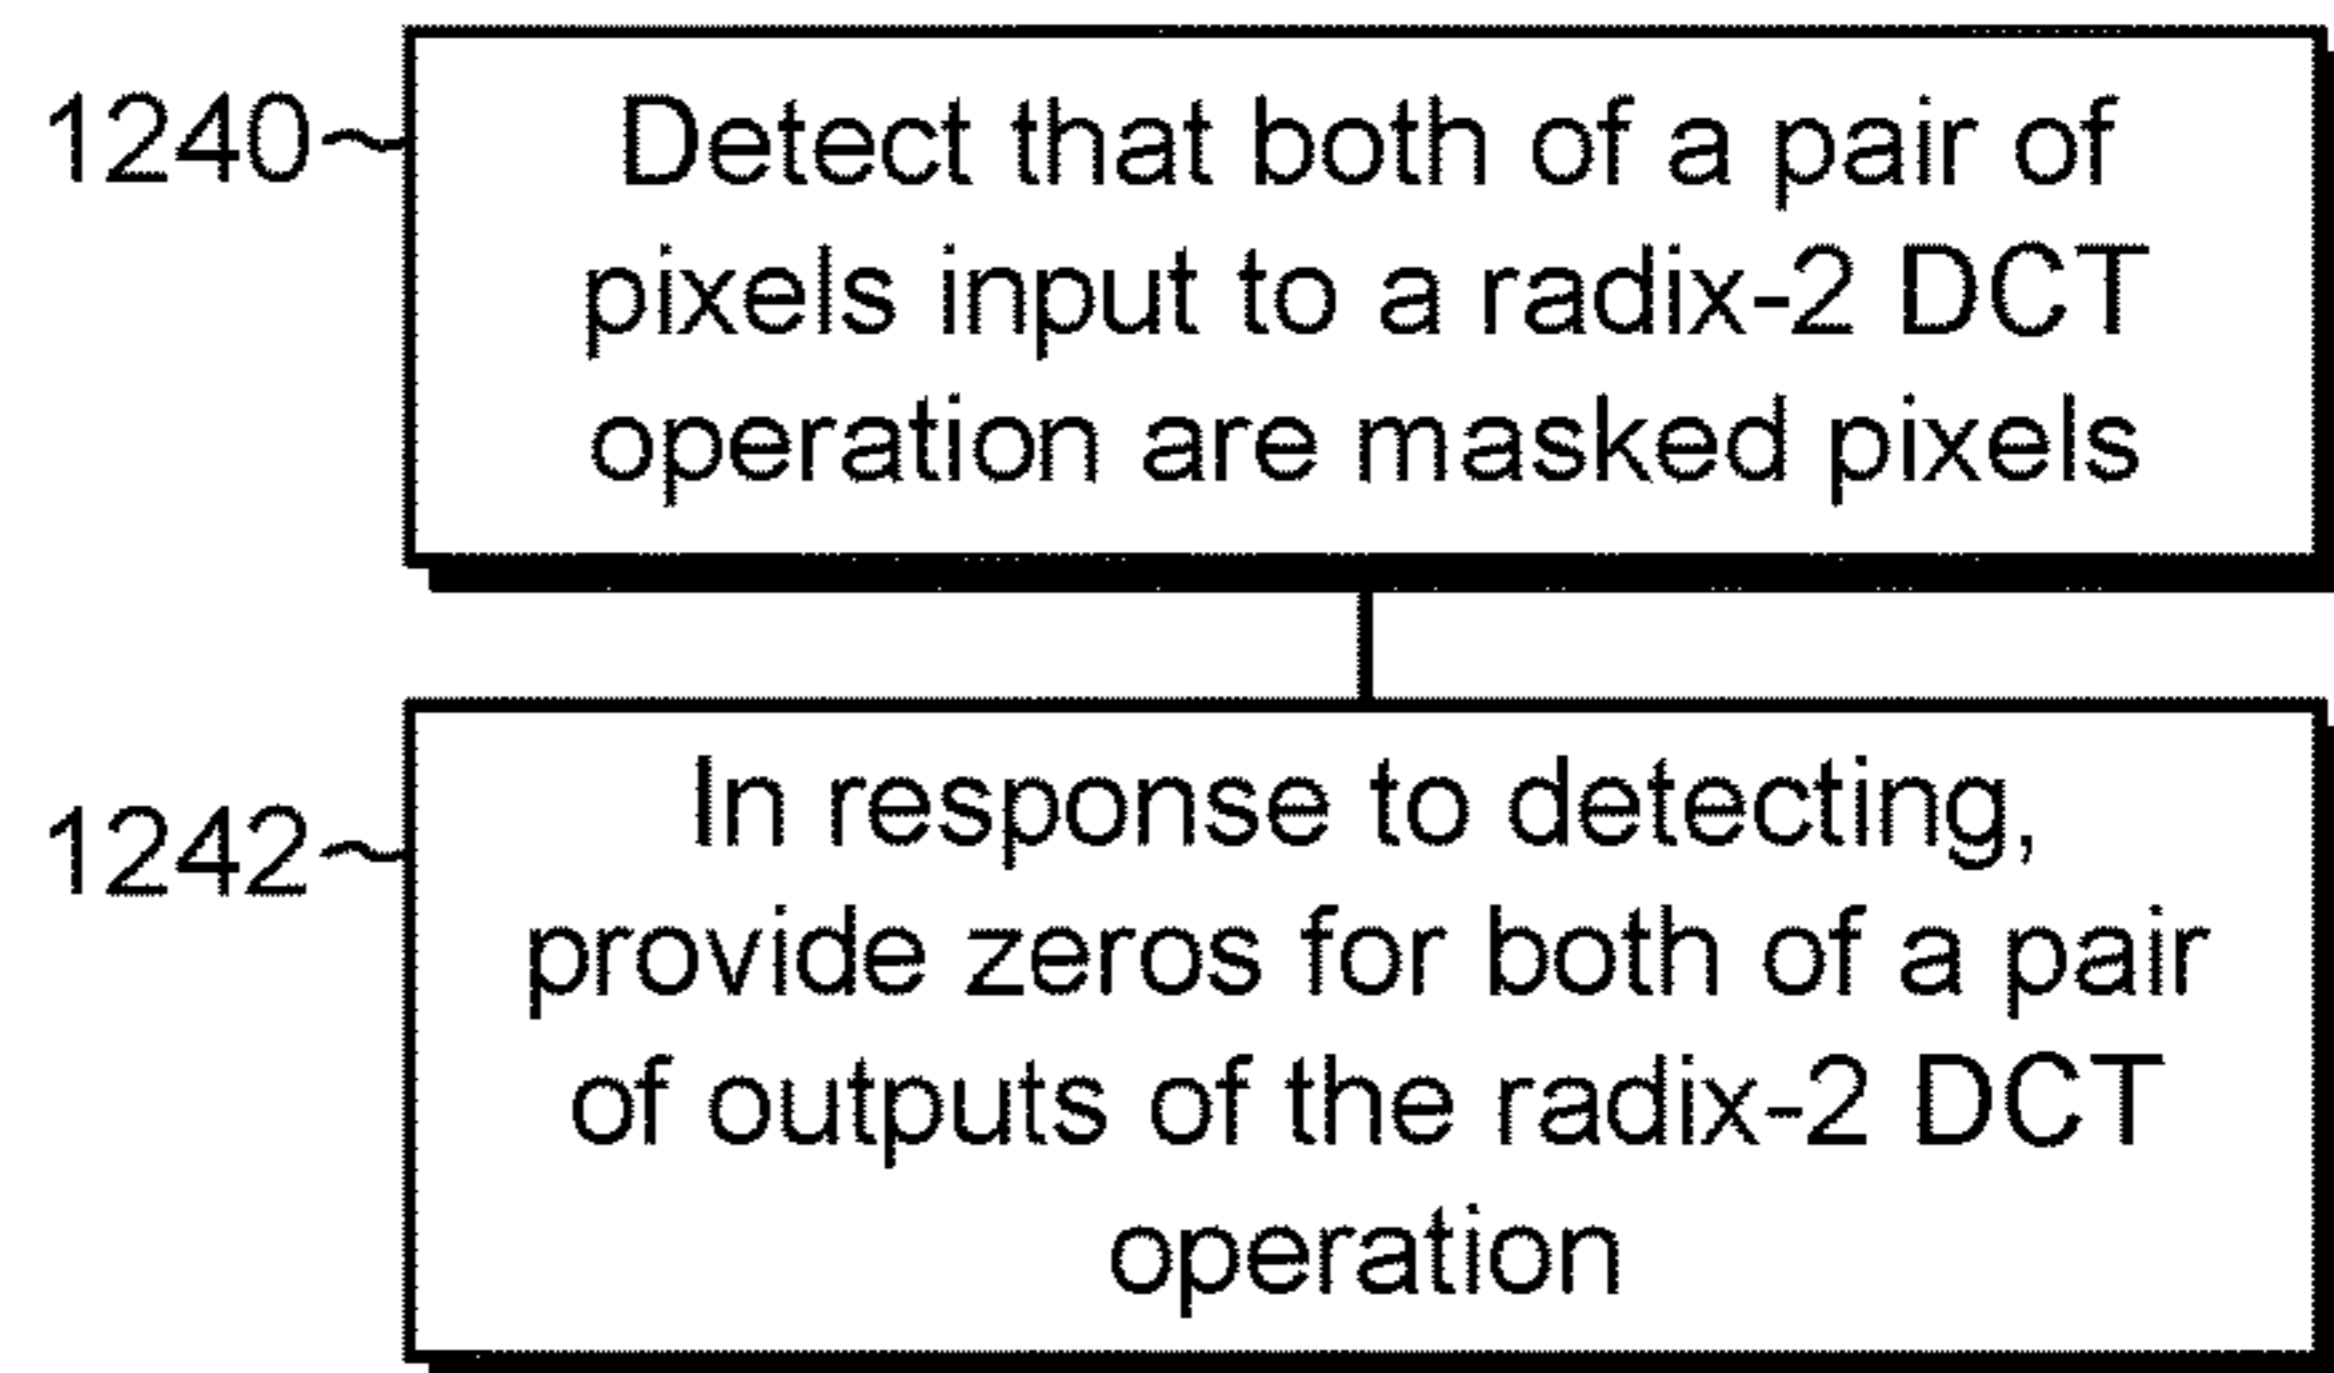 1240
Detect that both of a pair of
pixels input to a radix-2 DCT
operation are masked pixels
1242
In response to detecting,
provide zeros for both of a pair
of outputs of the radix-2 DCT
operation